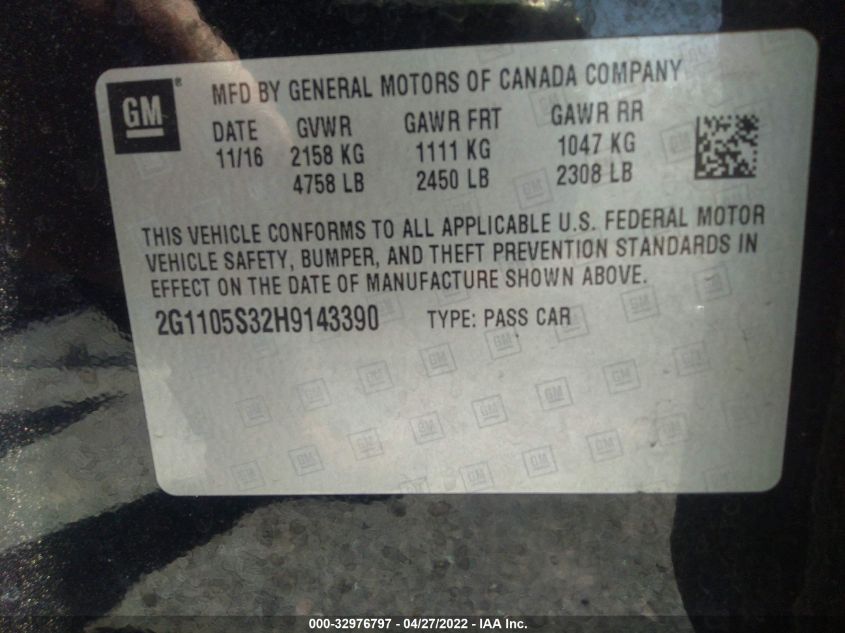 GM
MFD BY GENERAL MOTORS OF CANADA COMPANY
DATE GVWR GAWR FRT GAWR RR
11/16 2158 KG 1111 KG 1047 KG
4758 LB 2450 LB 2308 LB
THIS VEHICLE CONFORMS TO ALL APPLICABLE U.S. FEDERAL MOTOR
VEHICLE SAFETY, BUMPER, AND THEFT PREVENTION STANDARDS IN
EFFECT ON THE DATE OF MANUFACTURE SHOWN ABOVE.
2G1105S32H9143390 TYPE: PASS CAR
000-32976797 - 04/27/2022 - IAA Inc.